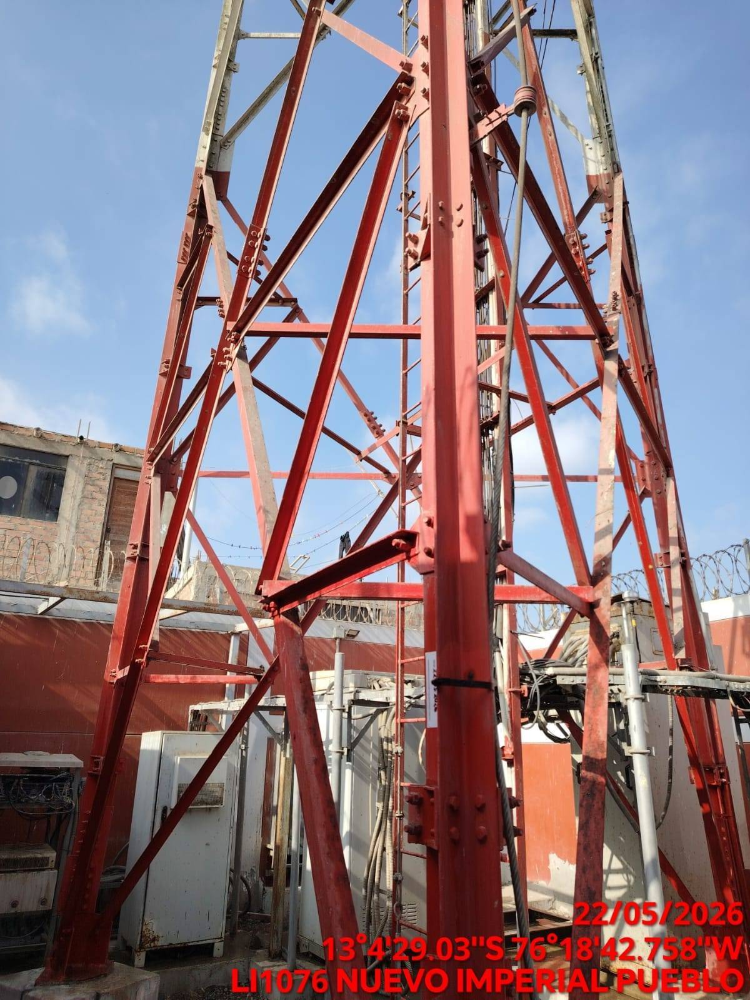 22/05/2026
13°4'29.03"S 76°18'42.758"W
LI1076 NUEVO IMPERIAL PUEBLO